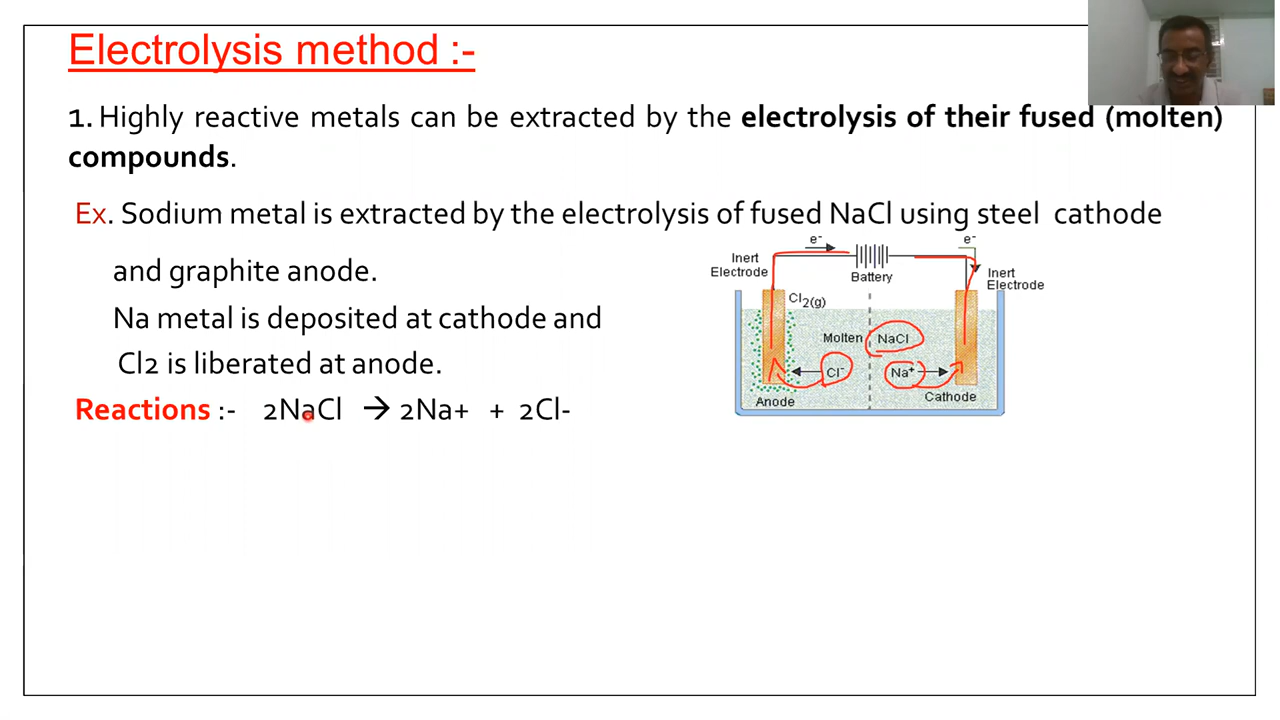 Electrolysis method :-
1. Highly reactive metals can be extracted by the electrolysis of their fused (molten)
compounds.
Ex. Sodium metal is extracted by the electrolysis of fused NaCl using steel cathode
and graphite anode.
Na metal is deposited at cathode and
Cl2 is liberated at anode.
Reactions :- 2NaCl → 2Na+ + 2Cl-
e⁻ e⁻
Inert
Electrode
Battery
Inert
Electrode
Cl₂(g)
Molten NaCl
Cl⁻ Na⁺
Anode Cathode